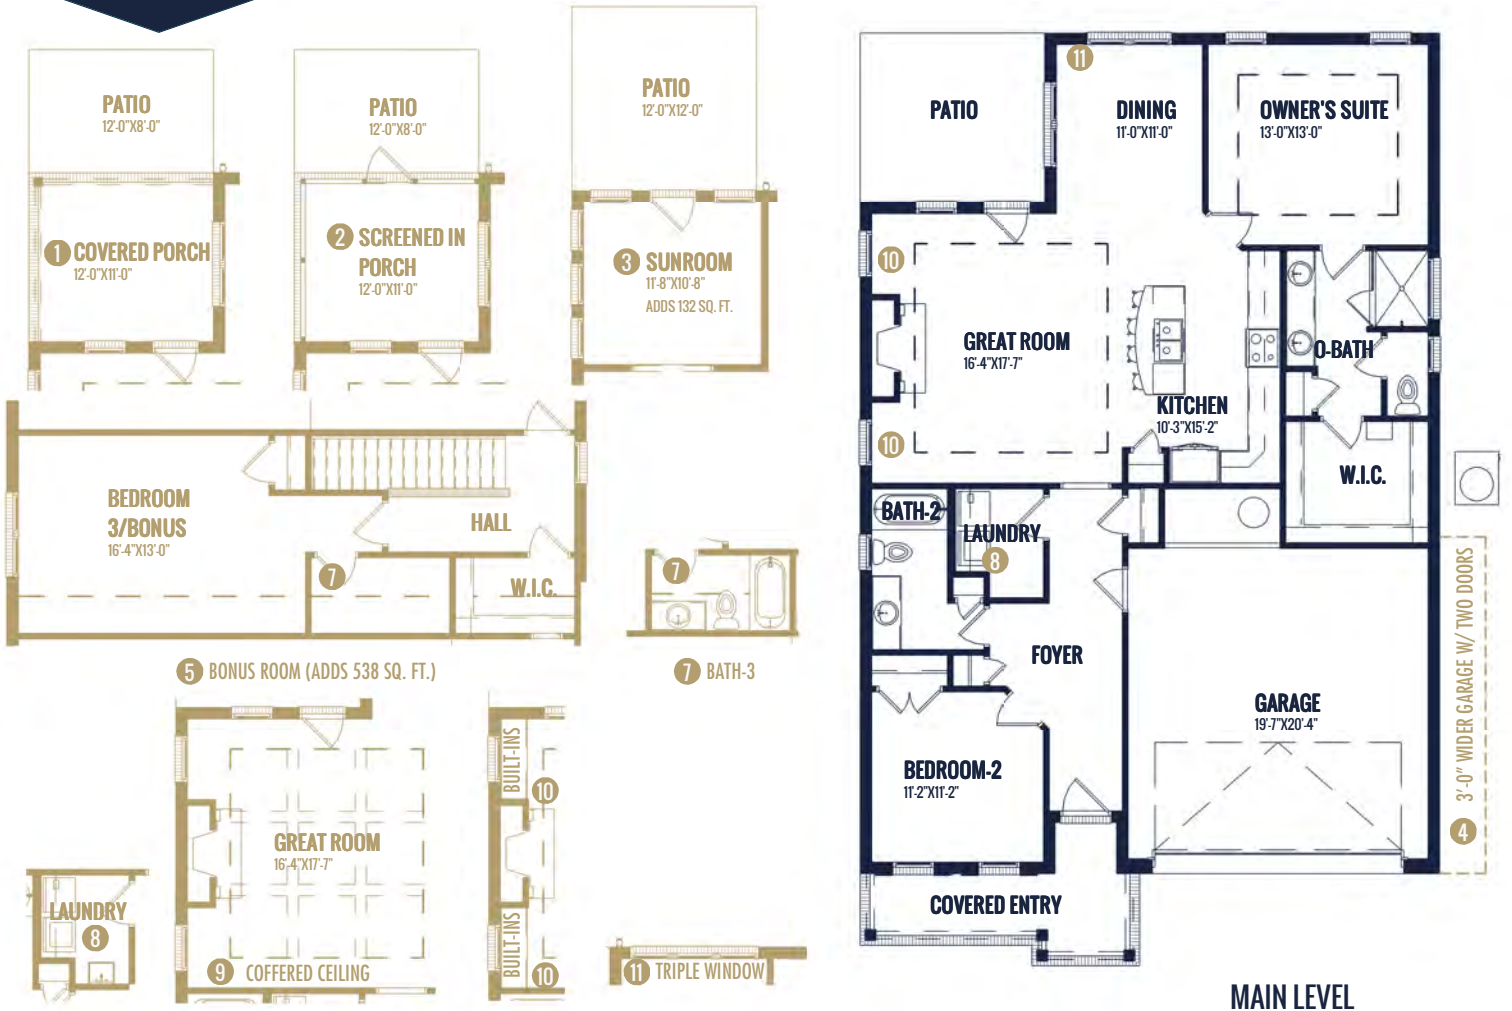 PATIO
12'-0"X8'-0"
1 COVERED PORCH
12'-0"X11'-0"
PATIO
12'-0"X8'-0"
2 SCREENED IN
PORCH
12'-0"X11'-0"
PATIO
12'-0"X12'-0"
3 SUNROOM
11'-8"X10'-8"
ADDS 132 SQ. FT.
BEDROOM
3/BONUS
16'-4"X13'-0"
HALL
7
W.I.C.
5 BONUS ROOM (ADDS 538 SQ. FT.)
7
7 BATH-3
LAUNDRY
8
GREAT ROOM
16'-4"X17'-7"
9 COFFERED CEILING
BUILT-INS
10
BUILT-INS
10
11 TRIPLE WINDOW
PATIO
11
DINING
11'-0"X11'-0"
OWNER'S SUITE
13'-0"X13'-0"
10
GREAT ROOM
16'-4"X17'-7"
10
KITCHEN
10'-3"X15'-2"
O-BATH
W.I.C.
BATH-2
LAUNDRY
8
FOYER
GARAGE
19'-7"X20'-4"
4 3'-0" WIDER GARAGE W/ TWO DOORS
BEDROOM-2
11'-2"X11'-2"
COVERED ENTRY
MAIN LEVEL